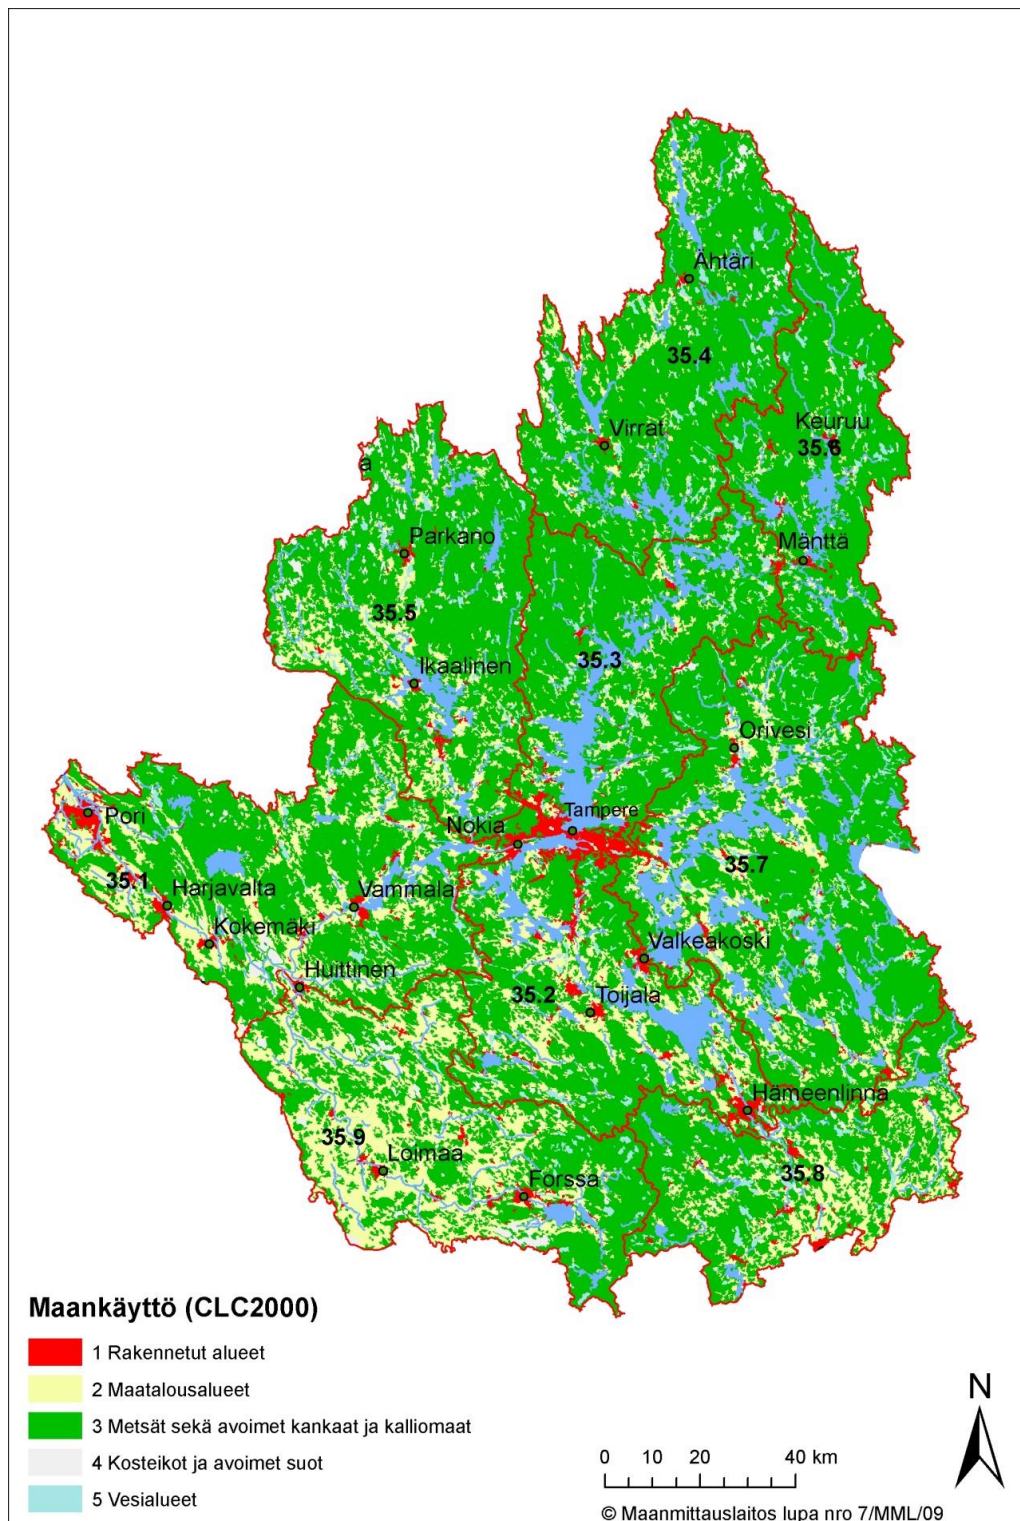 Ähtäri
35.4
Keuruu
Virrat
35.6
a
Parkano
Mänttä
35.5
35.3
Ikaalinen
Orivesi
Pori
Tampere
Nokia
35.7
35.1
Harjavalta
Vammala
Kokemäki
Valkeakoski
Huittinen
35.2
Toijala
Hämeenlinna
35.9
Loimaa
35.8
Forssa
Maankäyttö (CLC2000)
1 Rakennetut alueet
2 Maatalousalueet
3 Metsät sekä avoimet kankaat ja kalliomaat
4 Kosteikot ja avoimet suot
5 Vesialueet
N
0 10 20 40 km
© Maanmittauslaitos lupa nro 7/MML/09